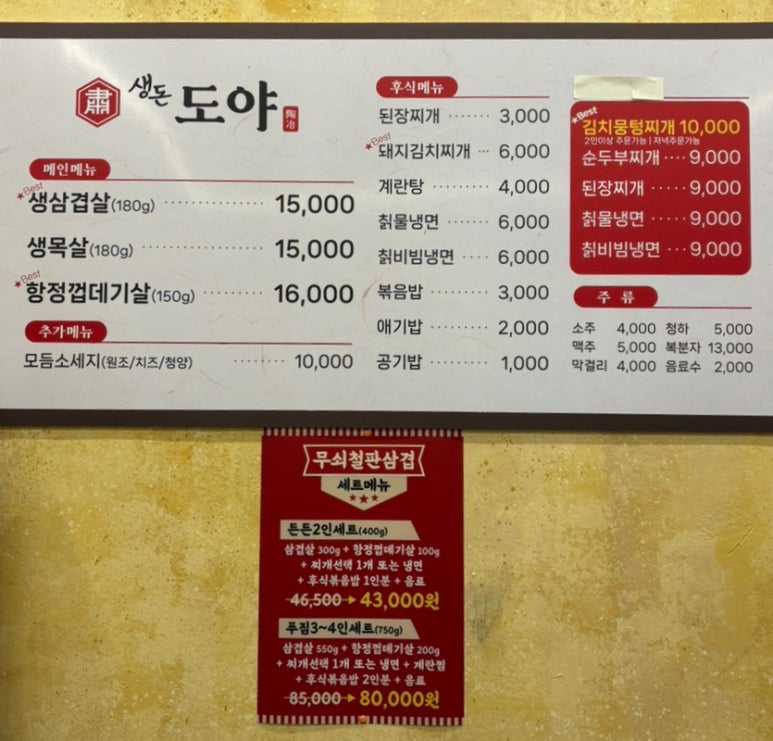 생돈 도야
陶冶
메인메뉴
Best
생삼겹살(180g) ········ 15,000
생목살(180g) ········ 15,000
Best
항정껍데기살(150g) ········ 16,000
추가메뉴
모듬소세지(원조/치즈/청양) ········ 10,000
후식메뉴
된장찌개 ······· 3,000
Best
돼지김치찌개 ··· 6,000
계란탕 ········ 4,000
칡물냉면 ······ 6,000
칡비빔냉면 ···· 6,000
볶음밥 ········ 3,000
애기밥 ········ 2,000
공기밥 ········ 1,000
Best
김치뭉텅찌개 10,000
2인이상 주문가능 | 저녁주문가능
순두부찌개 ···· 9,000
된장찌개 ····· 9,000
칡물냉면 ····· 9,000
칡비빔냉면 ··· 9,000
주 류
소주 4,000 청하 5,000
맥주 5,000 복분자 13,000
막걸리 4,000 음료수 2,000
무쇠철판삼겹
세트메뉴
든든2인세트(400g)
삼겹살 300g + 항정껍데기살 100g
+ 찌개선택 1개 또는 냉면
+ 후식볶음밥 1인분 + 음료
46,500 → 43,000원
푸짐3~4인세트(750g)
삼겹살 550g + 항정껍데기살 200g
+ 찌개선택 1개 또는 냉면 + 계란찜
+ 후식볶음밥 2인분 + 음료
85,000 → 80,000원